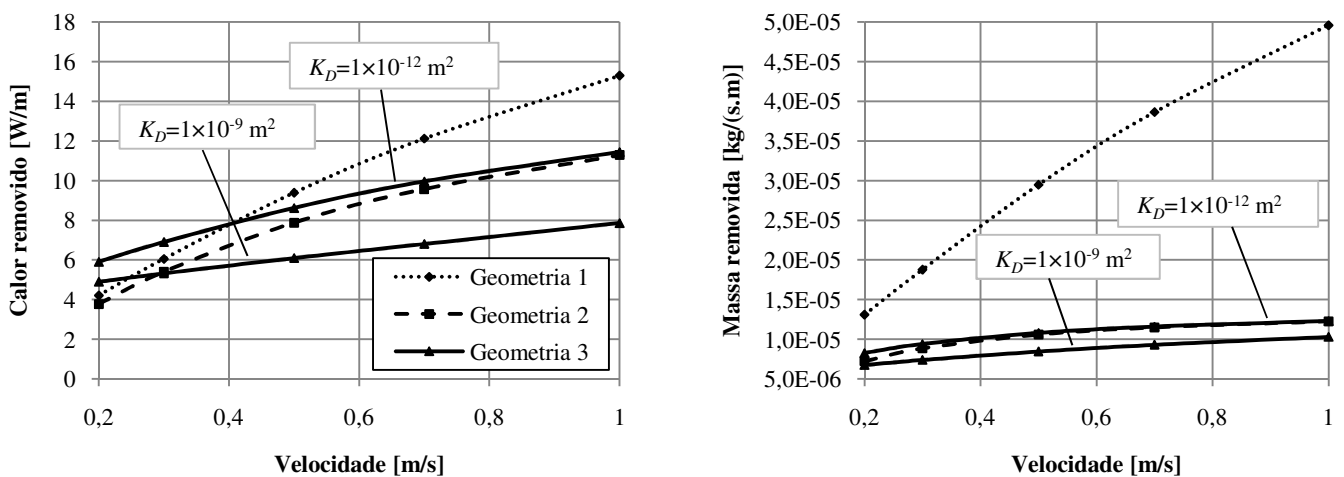 18
16
14
12
10
8
6
4
2
0
Calor removido [W/m]
K_D=1×10⁻¹² m²
K_D=1×10⁻⁹ m²
Geometria 1
Geometria 2
Geometria 3
0,2 0,4 0,6 0,8 1
Velocidade [m/s]
5,0E-05
4,5E-05
4,0E-05
3,5E-05
3,0E-05
2,5E-05
2,0E-05
1,5E-05
1,0E-05
5,0E-06
Massa removida [kg/(s.m)]
K_D=1×10⁻¹² m²
K_D=1×10⁻⁹ m²
0,2 0,4 0,6 0,8 1
Velocidade [m/s]